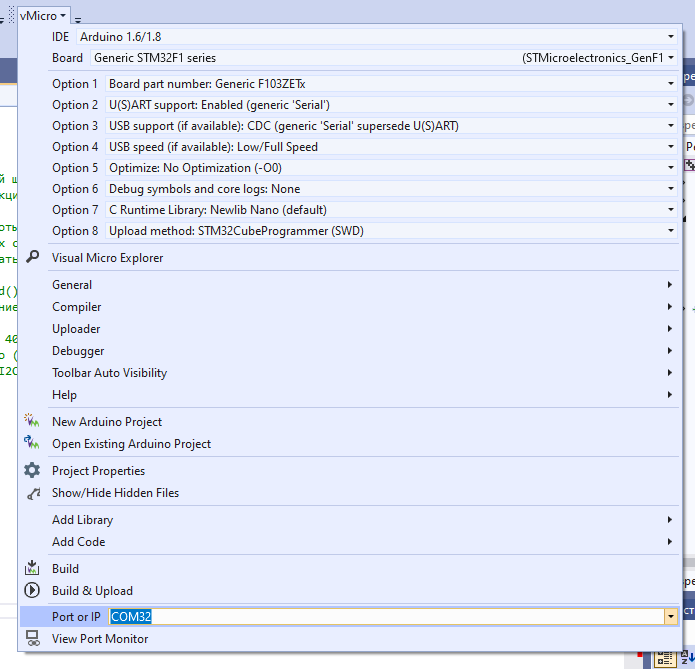 vMicro
IDE Arduino 1.6/1.8
Board Generic STM32F1 series (STMicroelectronics_GenF1
Option 1 Board part number: Generic F103ZETx
Option 2 U(S)ART support: Enabled (generic 'Serial')
Option 3 USB support (if available): CDC (generic 'Serial' supersede U(S)ART)
Option 4 USB speed (if available): Low/Full Speed
Option 5 Optimize: No Optimization (-O0)
Option 6 Debug symbols and core logs: None
Option 7 C Runtime Library: Newlib Nano (default)
Option 8 Upload method: STM32CubeProgrammer (SWD)
Visual Micro Explorer
General
Compiler
Uploader
Debugger
Toolbar Auto Visibility
Help
New Arduino Project
Open Existing Arduino Project
Project Properties
Show/Hide Hidden Files
Add Library
Add Code
Build
Build & Upload
Port or IP COM32
View Port Monitor